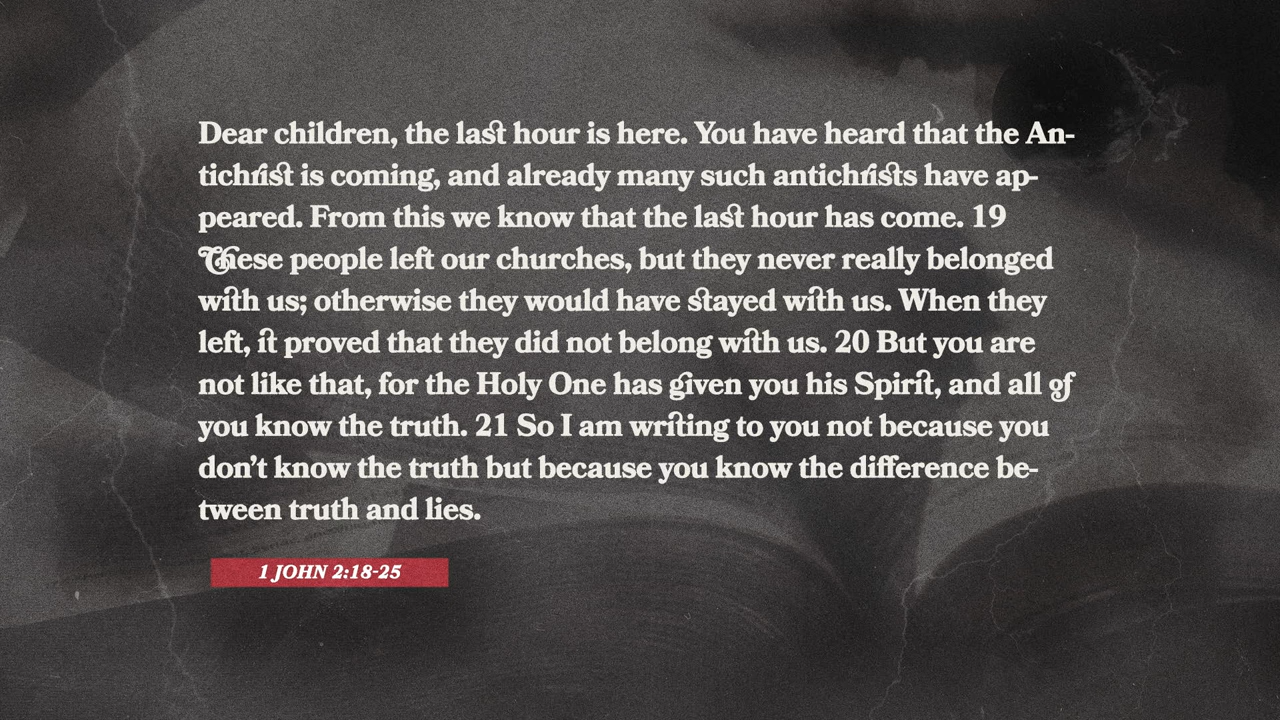 Dear children, the last hour is here. You have heard that the An-
tichrist is coming, and already many such antichrists have ap-
peared. From this we know that the last hour has come. 19
These people left our churches, but they never really belonged
with us; otherwise they would have stayed with us. When they
left, it proved that they did not belong with us. 20 But you are
not like that, for the Holy One has given you his Spirit, and all of
you know the truth. 21 So I am writing to you not because you
don’t know the truth but because you know the difference be-
tween truth and lies.
1 JOHN 2:18-25